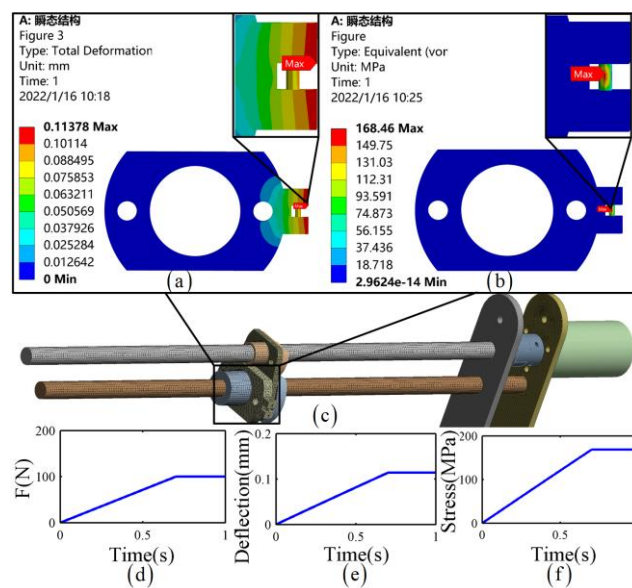 A: 瞬态结构
Figure 3
Type: Total Deformation
Unit: mm
Time: 1
2022/1/16 10:18
0.11378 Max
0.10114
0.088495
0.075853
0.063211
0.050569
0.037926
0.025284
0.012642
0 Min
Max
Max
(a)
A: 瞬态结构
Figure
Type: Equivalent (vor
Unit: MPa
Time: 1
2022/1/16 10:25
168.46 Max
149.75
131.03
112.31
93.591
74.873
56.155
37.436
18.718
2.9624e-14 Min
Max
(b)
(c)
200
100
0
F(N)
0 0.5 1
Time(s)
(d)
0.2
0.1
0
Deflection(mm)
0 0.5 1
Time(s)
(e)
200
100
0
Stress(MPa)
0 0.5
Time(s)
(f)